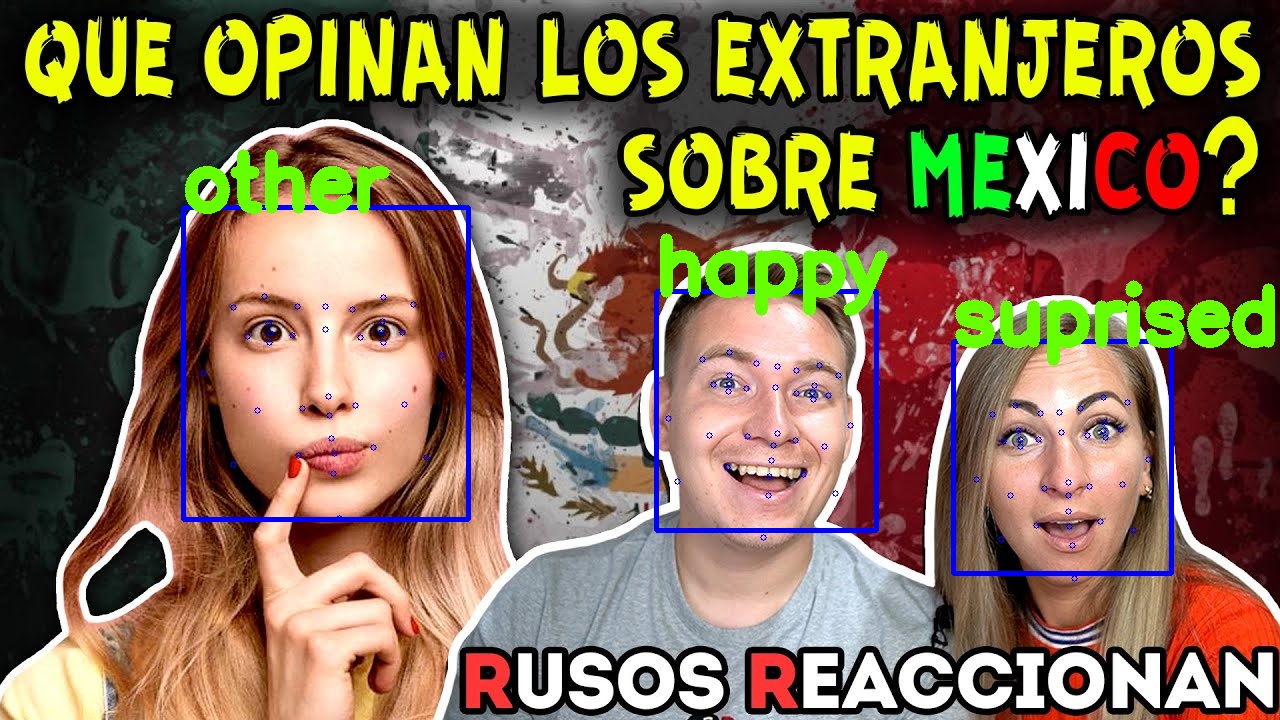 QUE OPINAN LOS EXTRANJEROS
SOBRE MEXICO?
other
happy
suprised
RUSOS REACCIONAN